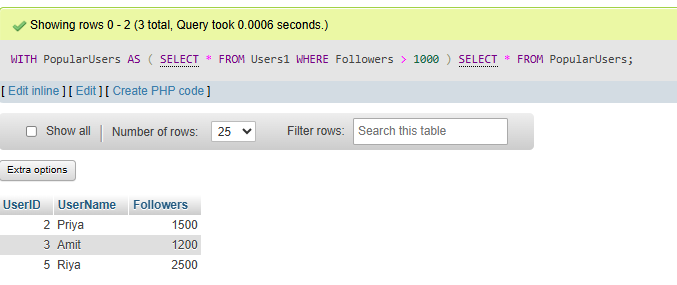 Showing rows 0 - 2 (3 total, Query took 0.0006 seconds.)
WITH PopularUsers AS ( SELECT * FROM Users1 WHERE Followers > 1000 ) SELECT * FROM PopularUsers;
[ Edit inline ] [ Edit ] [ Create PHP code ]
Show all | Number of rows: 25 Filter rows: Search this table
Extra options
UserID UserName Followers
2 Priya 1500
3 Amit 1200
5 Riya 2500